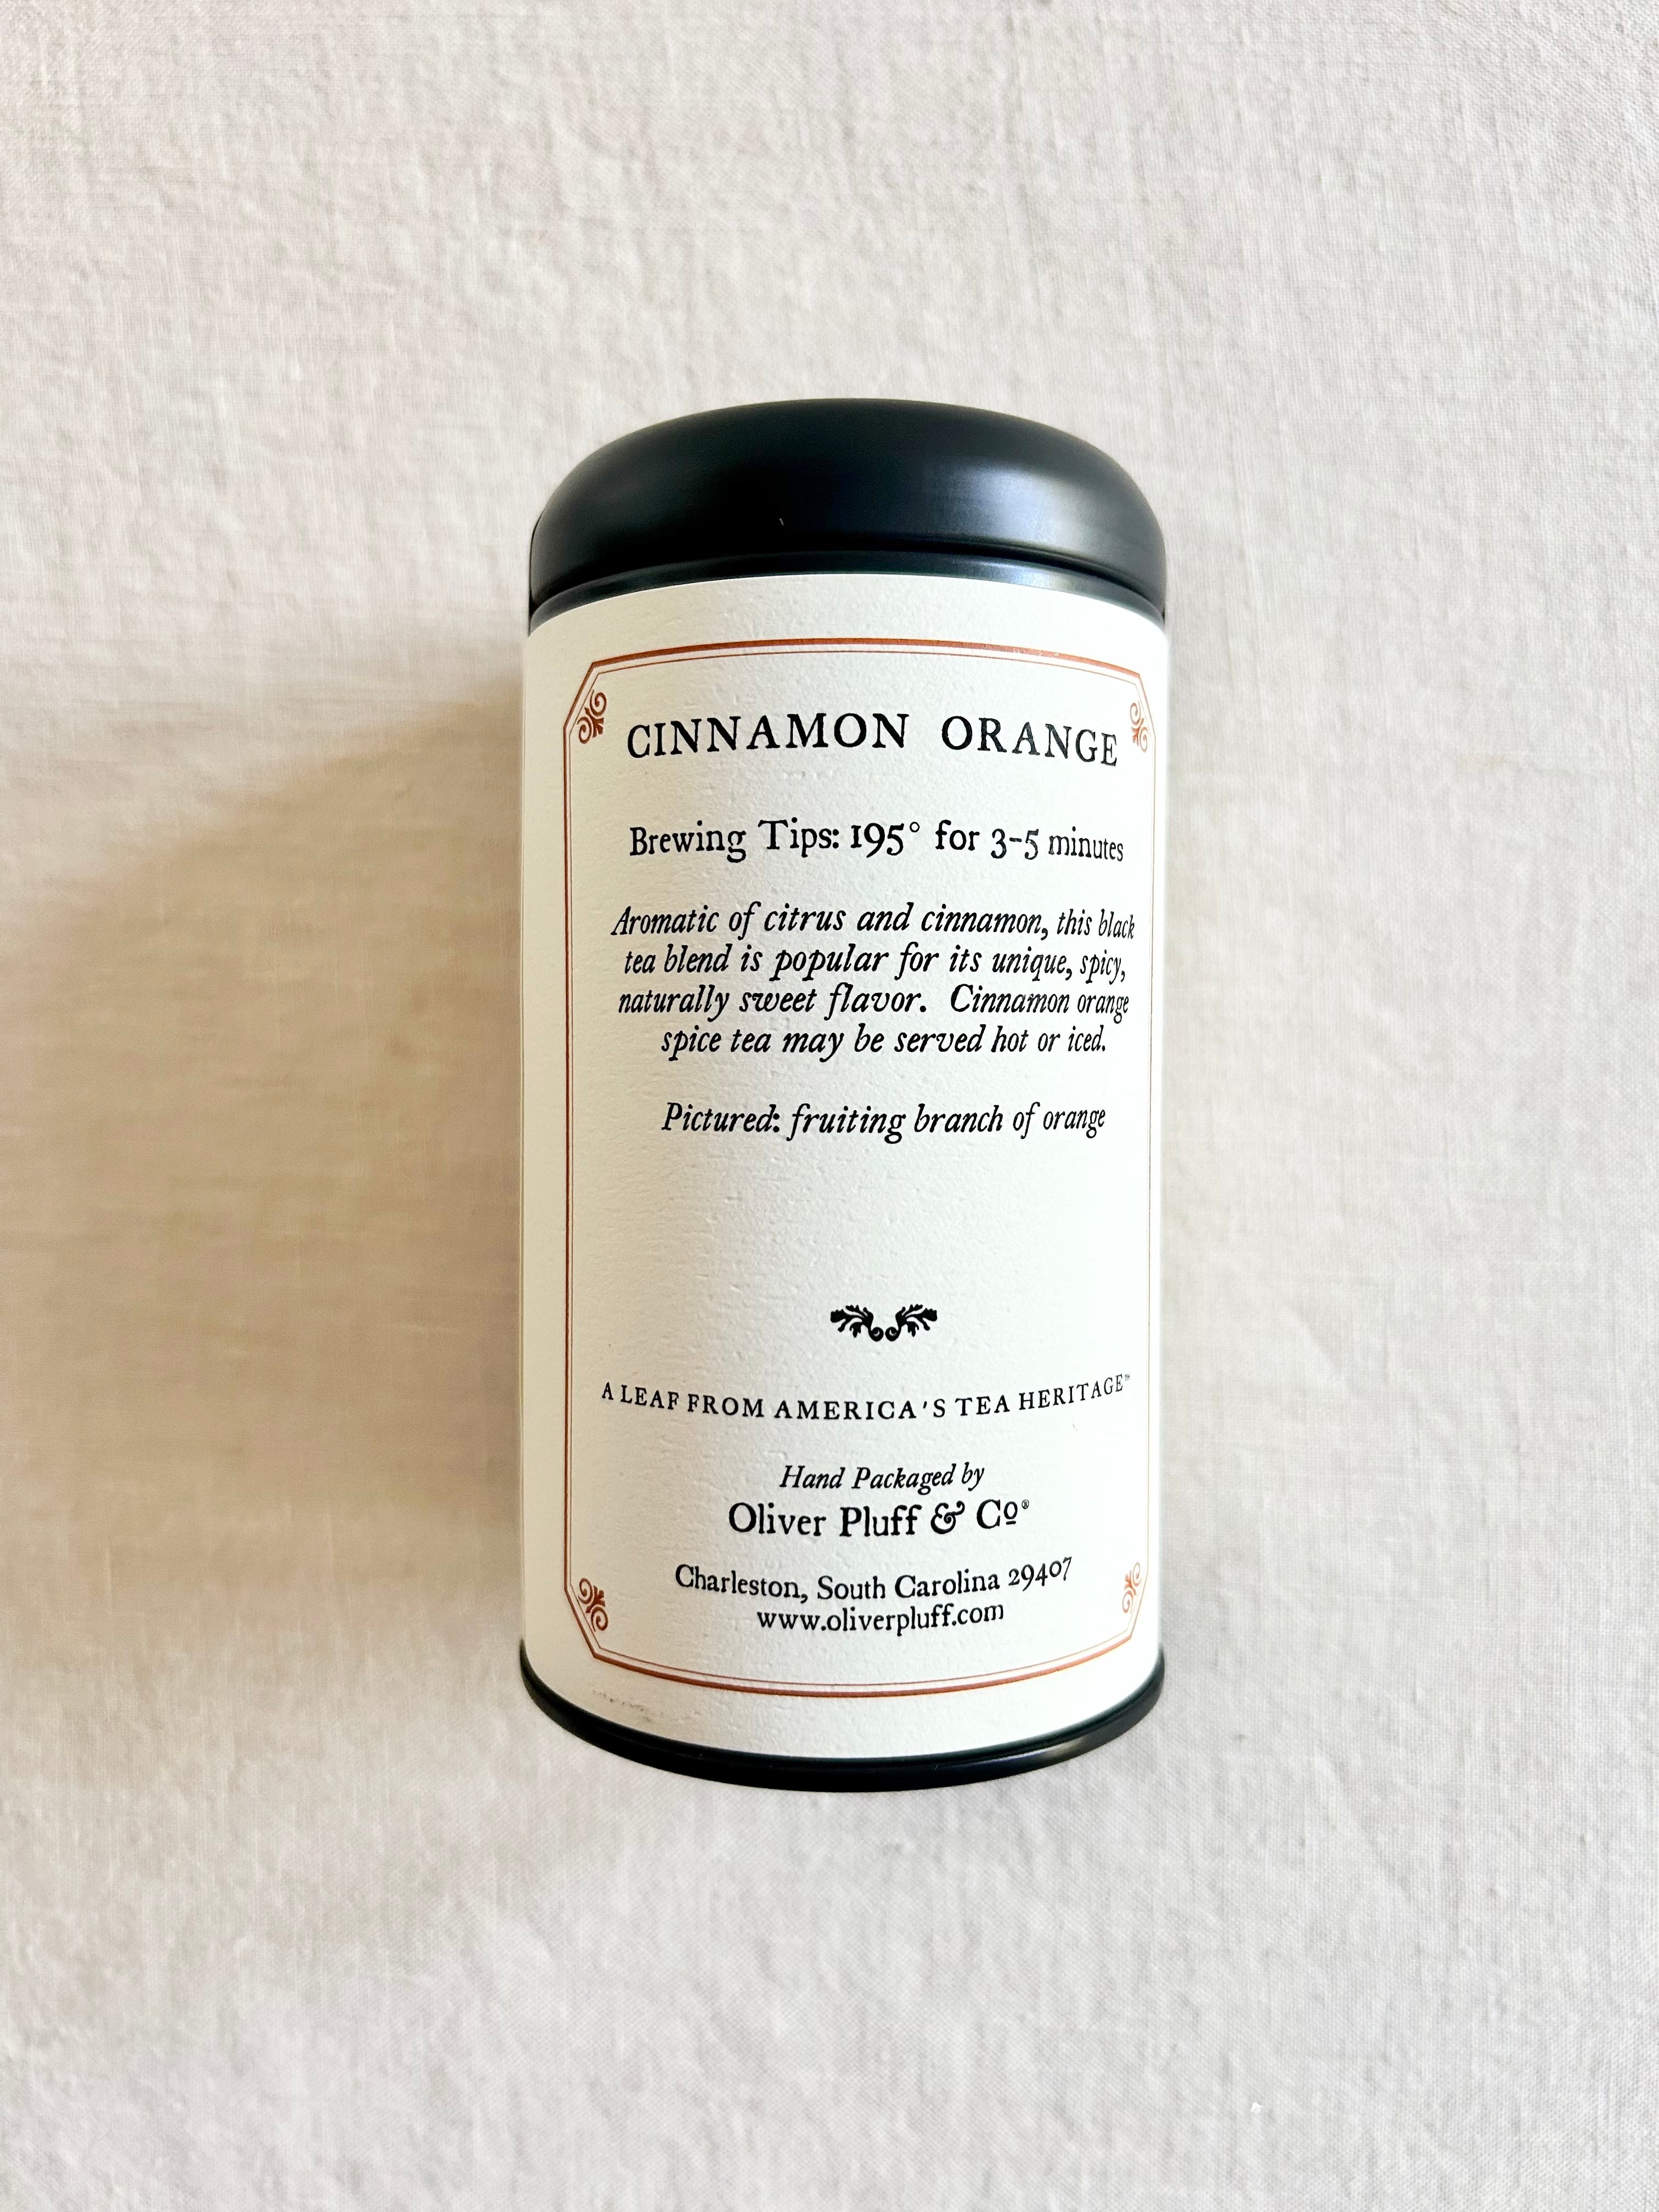 CINNAMON ORANGE
Brewing Tips: 195° for 3-5 minutes
Aromatic of citrus and cinnamon, this black
tea blend is popular for its unique, spicy,
naturally sweet flavor. Cinnamon orange
spice tea may be served hot or iced.
Pictured: fruiting branch of orange
A LEAF FROM AMERICA'S TEA HERITAGE™
Hand Packaged by
Oliver Pluff & Cº®
Charleston, South Carolina 29407
www.oliverpluff.com